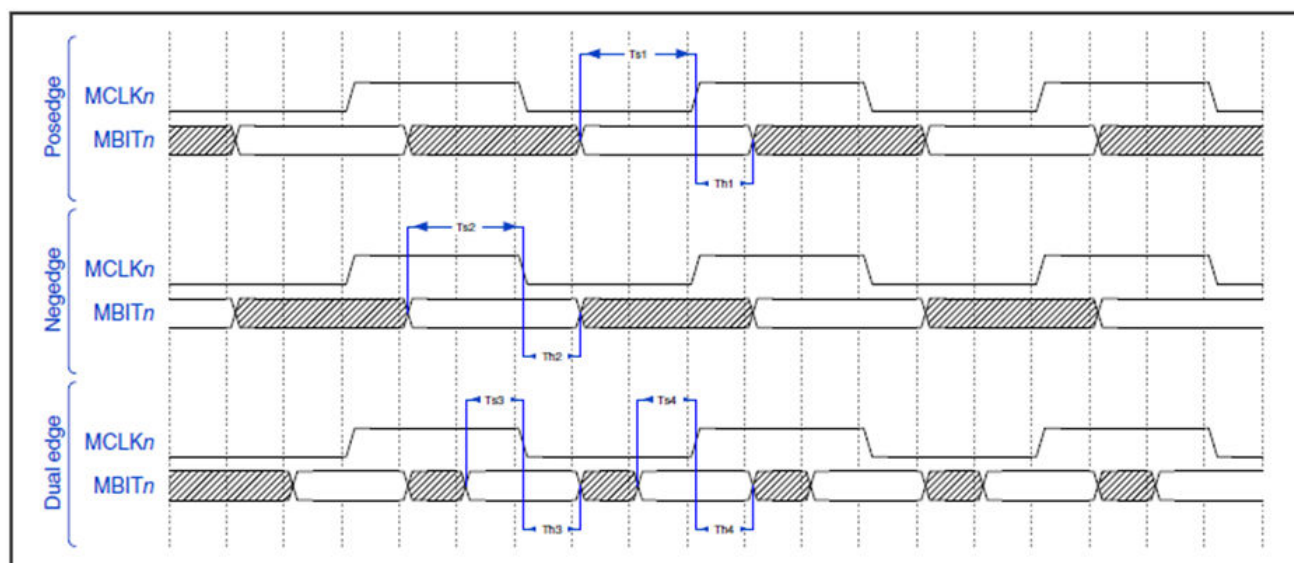 Posedge
Ts1
MCLKn
MBITn
Th1
Negedge
Ts2
MCLKn
MBITn
Th2
Dual edge
Ts3
Ts4
MCLKn
MBITn
Th3
Th4